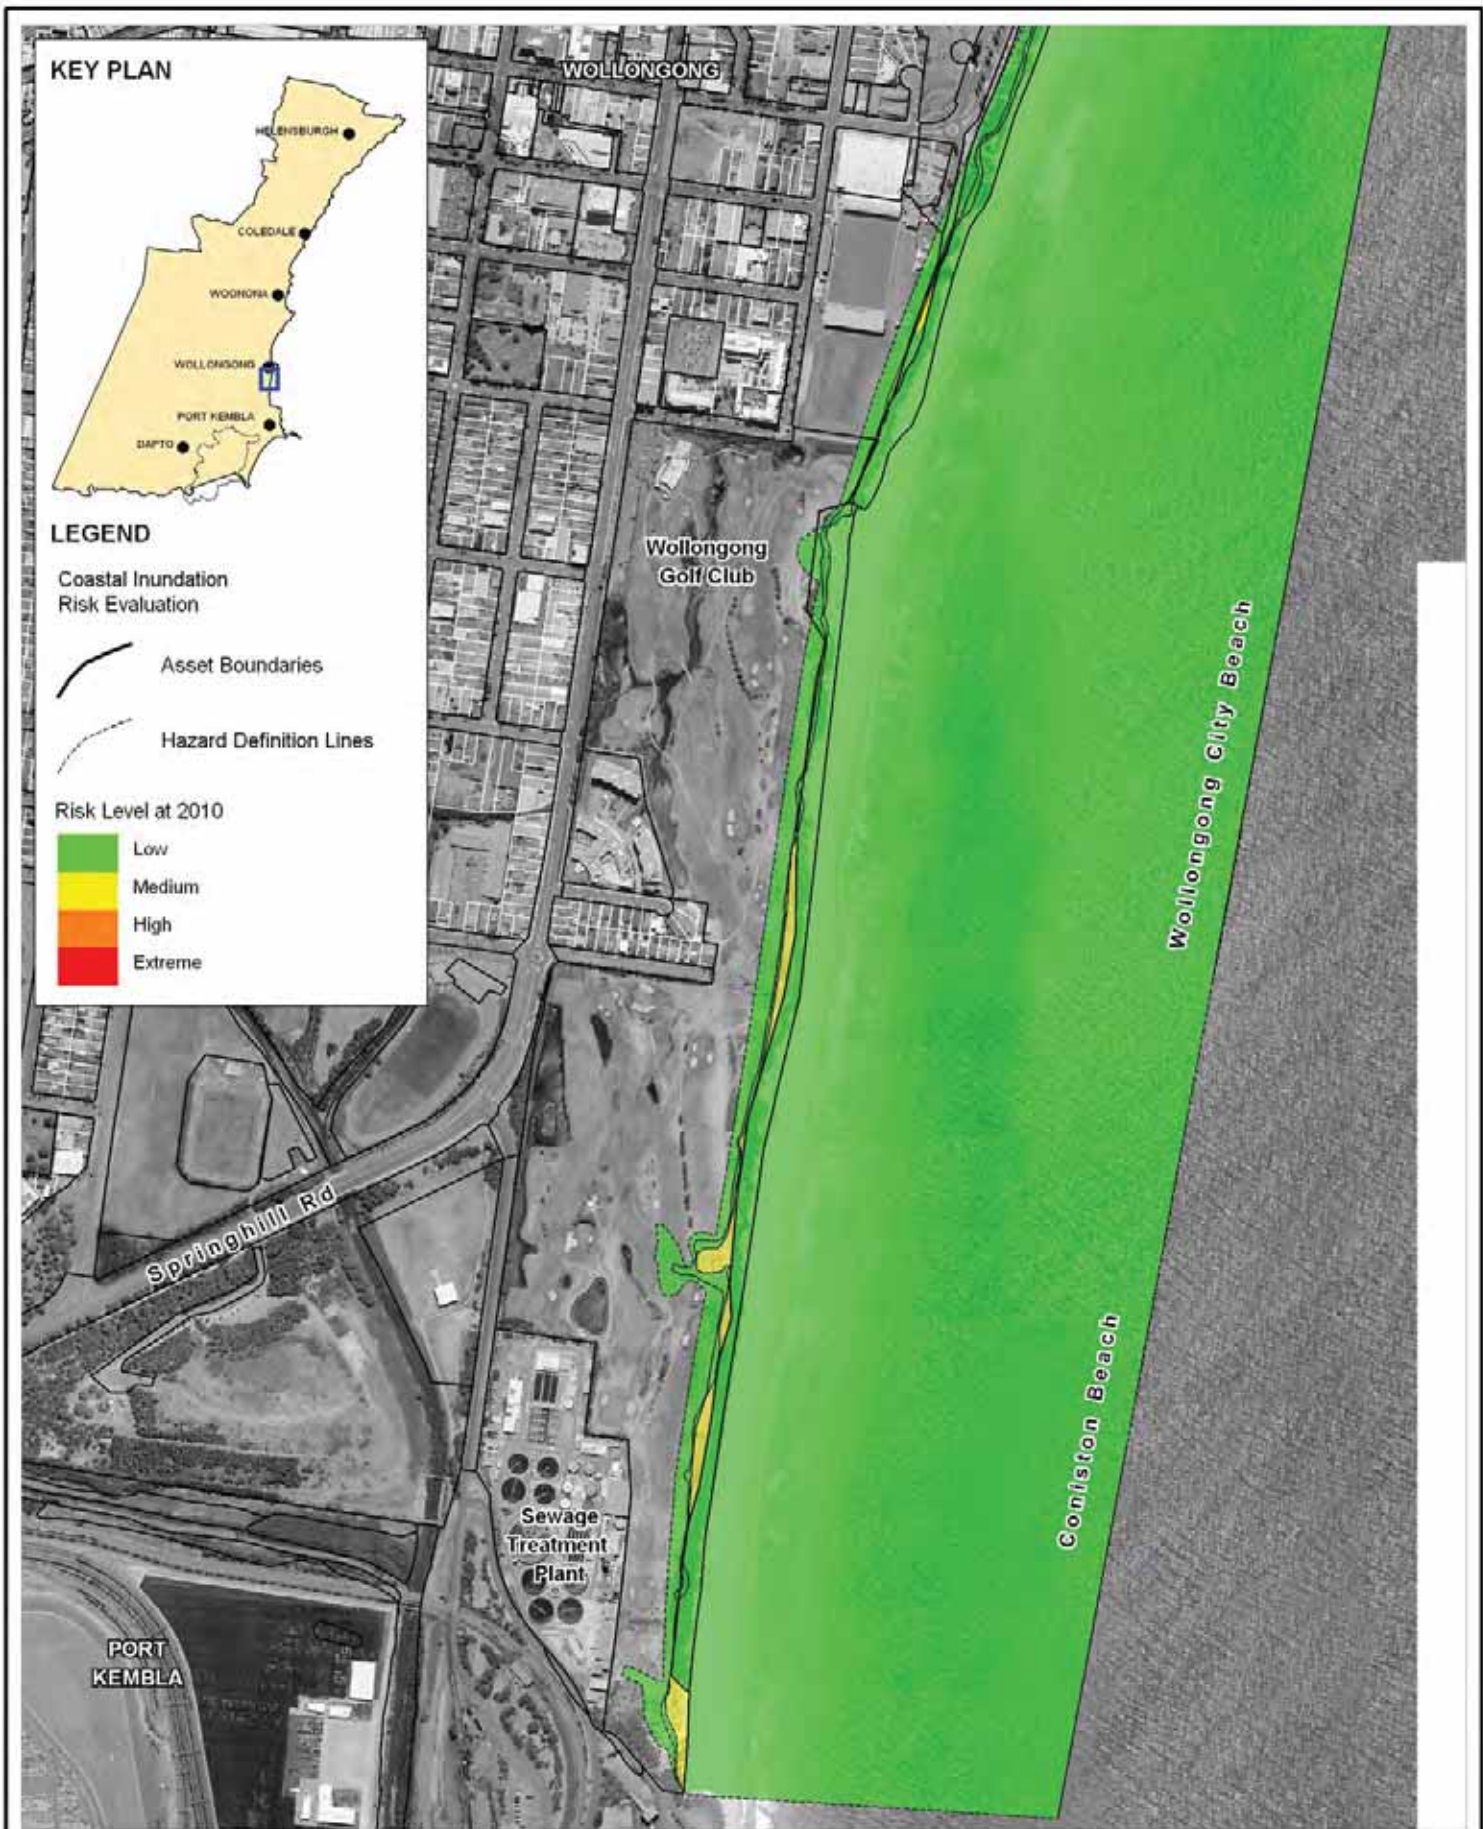 KEY PLAN
HELENSBURGH
COLEDALE
WOONONA
WOLLONGONG
PORT KEMBLA
DAPTO
LEGEND
Coastal Inundation
Risk Evaluation
Asset Boundaries
Hazard Definition Lines
Risk Level at 2010
Low
Medium
High
Extreme
WOLLONGONG
Wollongong
Golf Club
Wollongong City Beach
Springhill Rd
Coniston Beach
Sewage
Treatment
Plant
PORT
KEMBLA